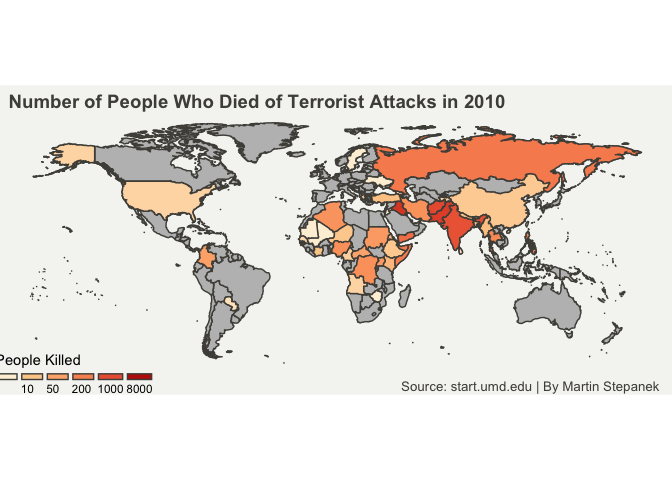 Number of People Who Died of Terrorist Attacks in 2010
People Killed
10 50 200 1000 8000
Source: start.umd.edu | By Martin Stepanek